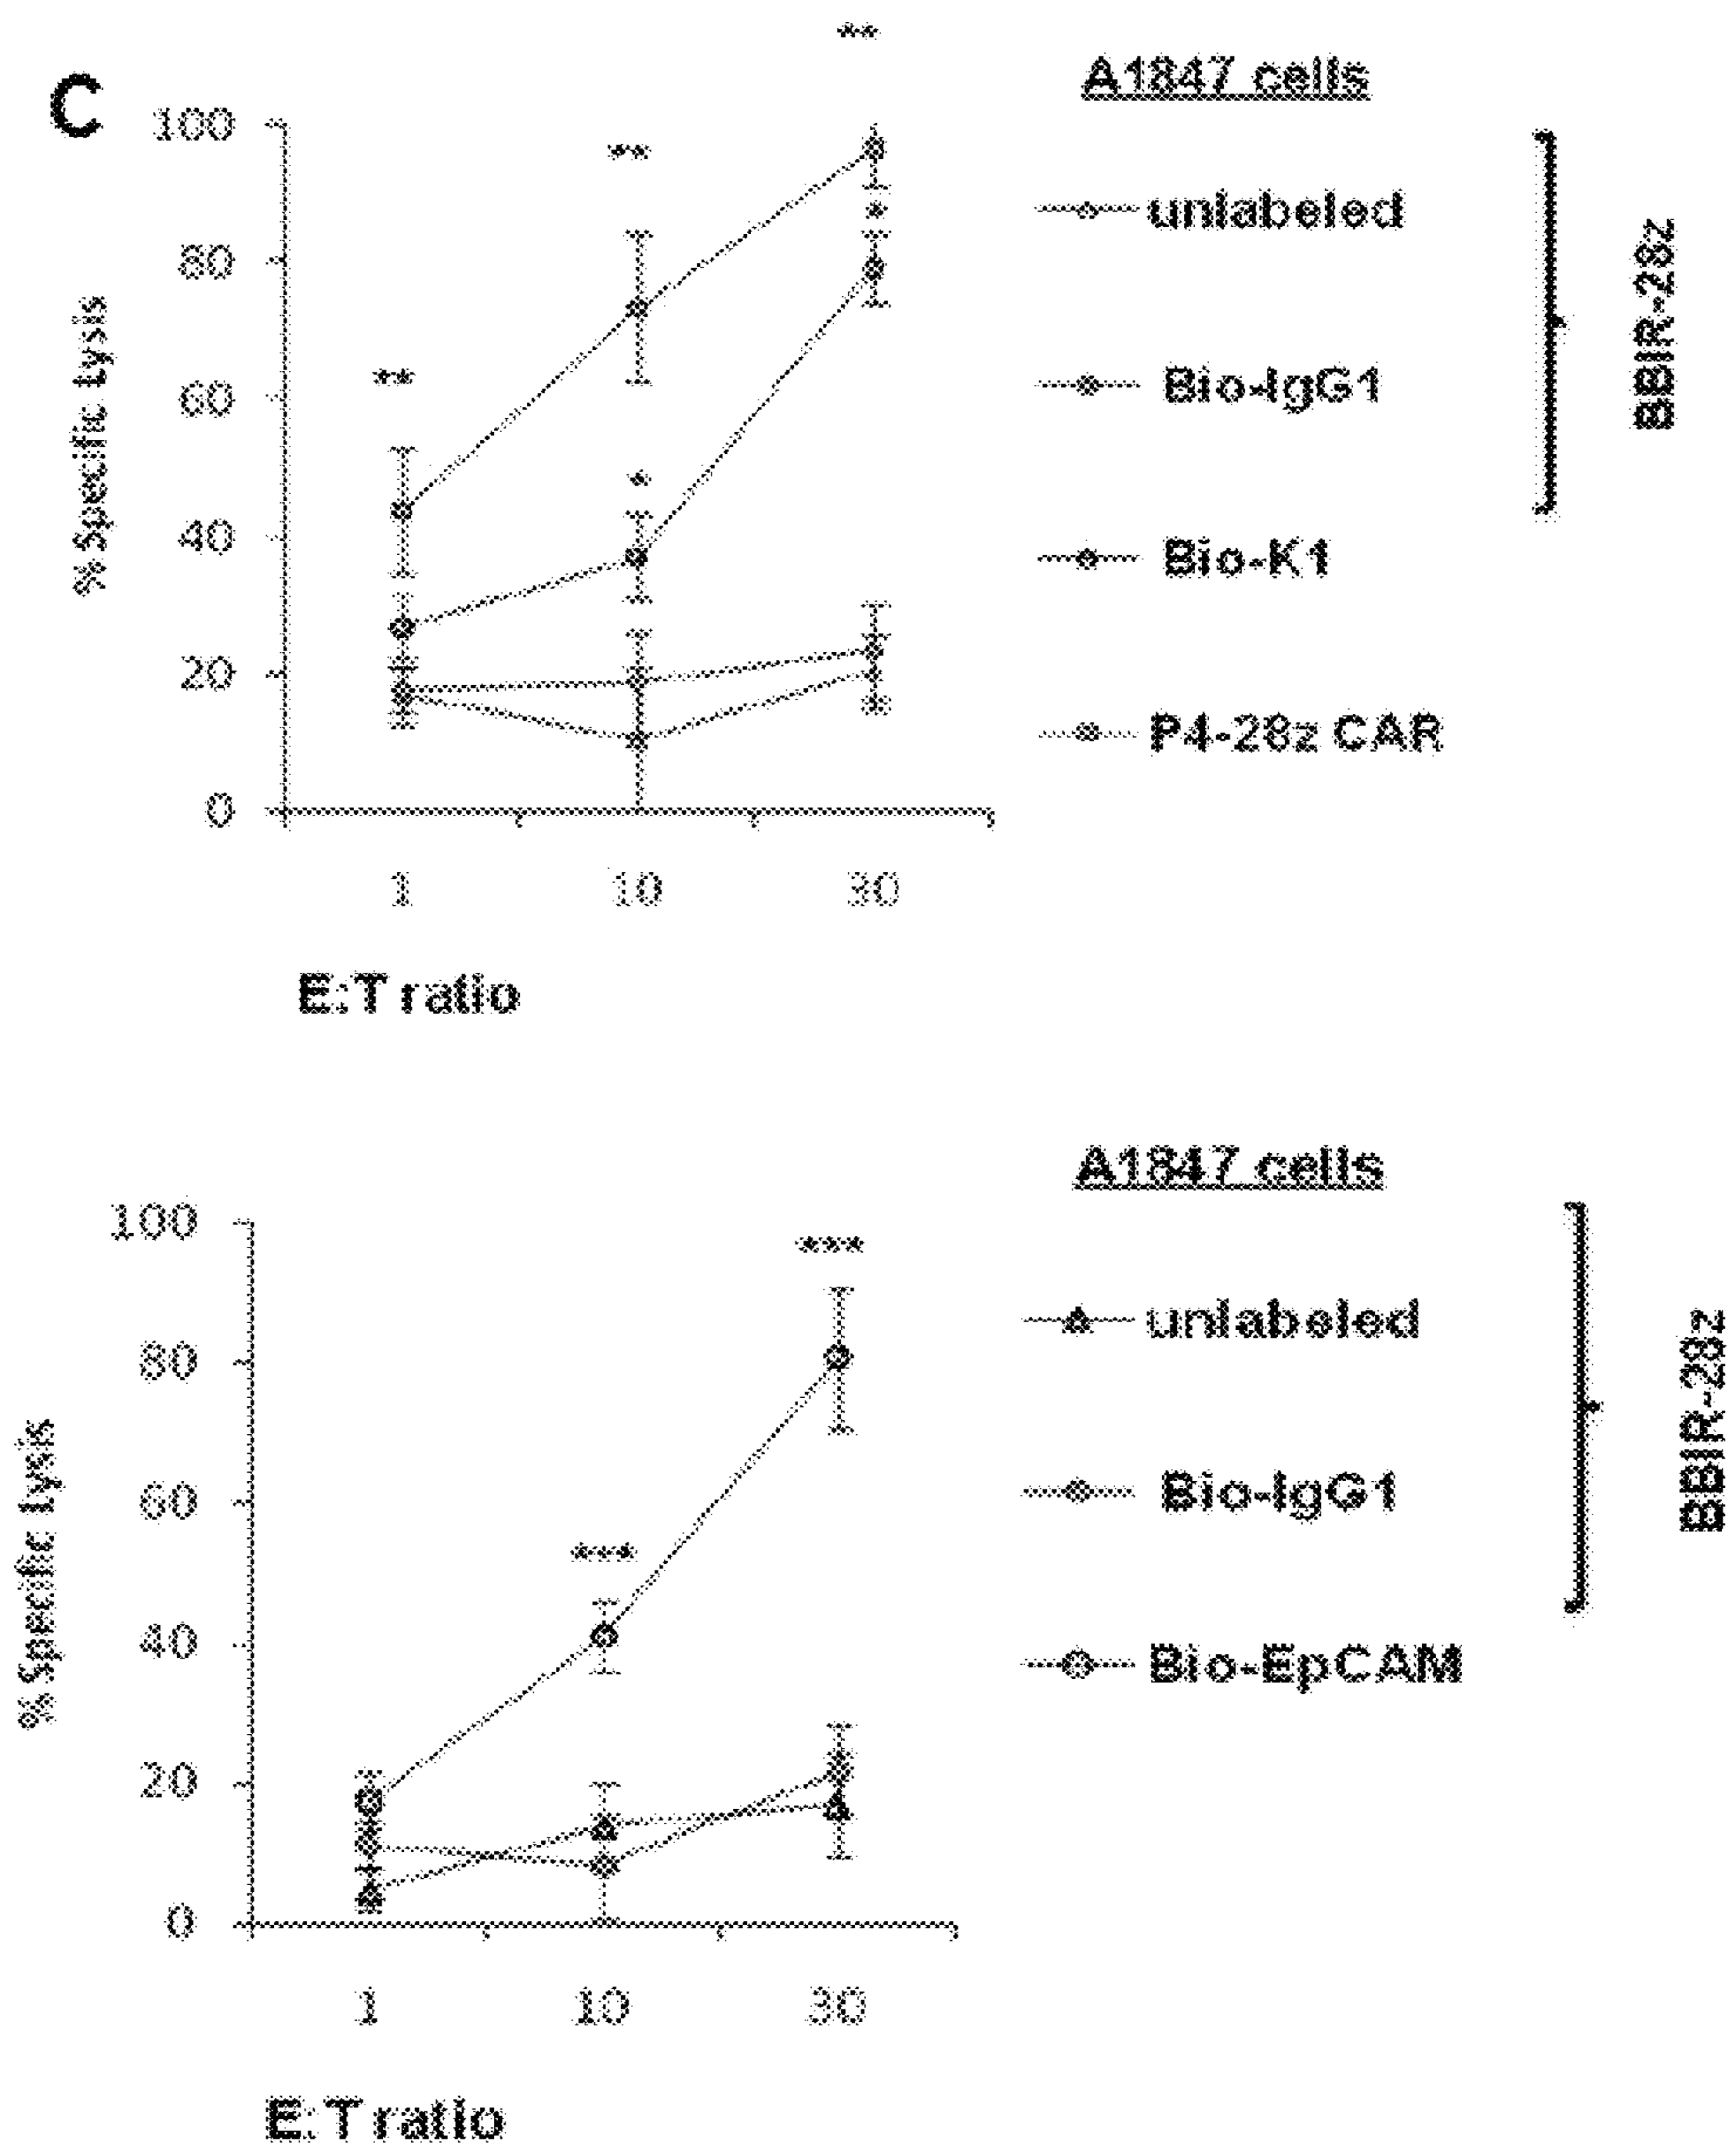 C
**
A1847 cells
100
**
unlabeled
80
*
BBIR-28z
% Specific Lysis
**
60
Bio-IgG1
*
40
Bio-K1
20
P4-28z CAR
0
1 10 30
E:T ratio
A1847 cells
100
***
unlabeled
80
BBIR-28z
% Specific Lysis
60
***
Bio-IgG1
40
Bio-EpCAM
20
0
1 10 30
E:T ratio